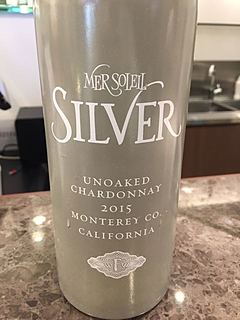 MER SOLEIL
SILVER
UNOAKED
CHARDONNAY
2015
MONTEREY CO.
CALIFORNIA
F